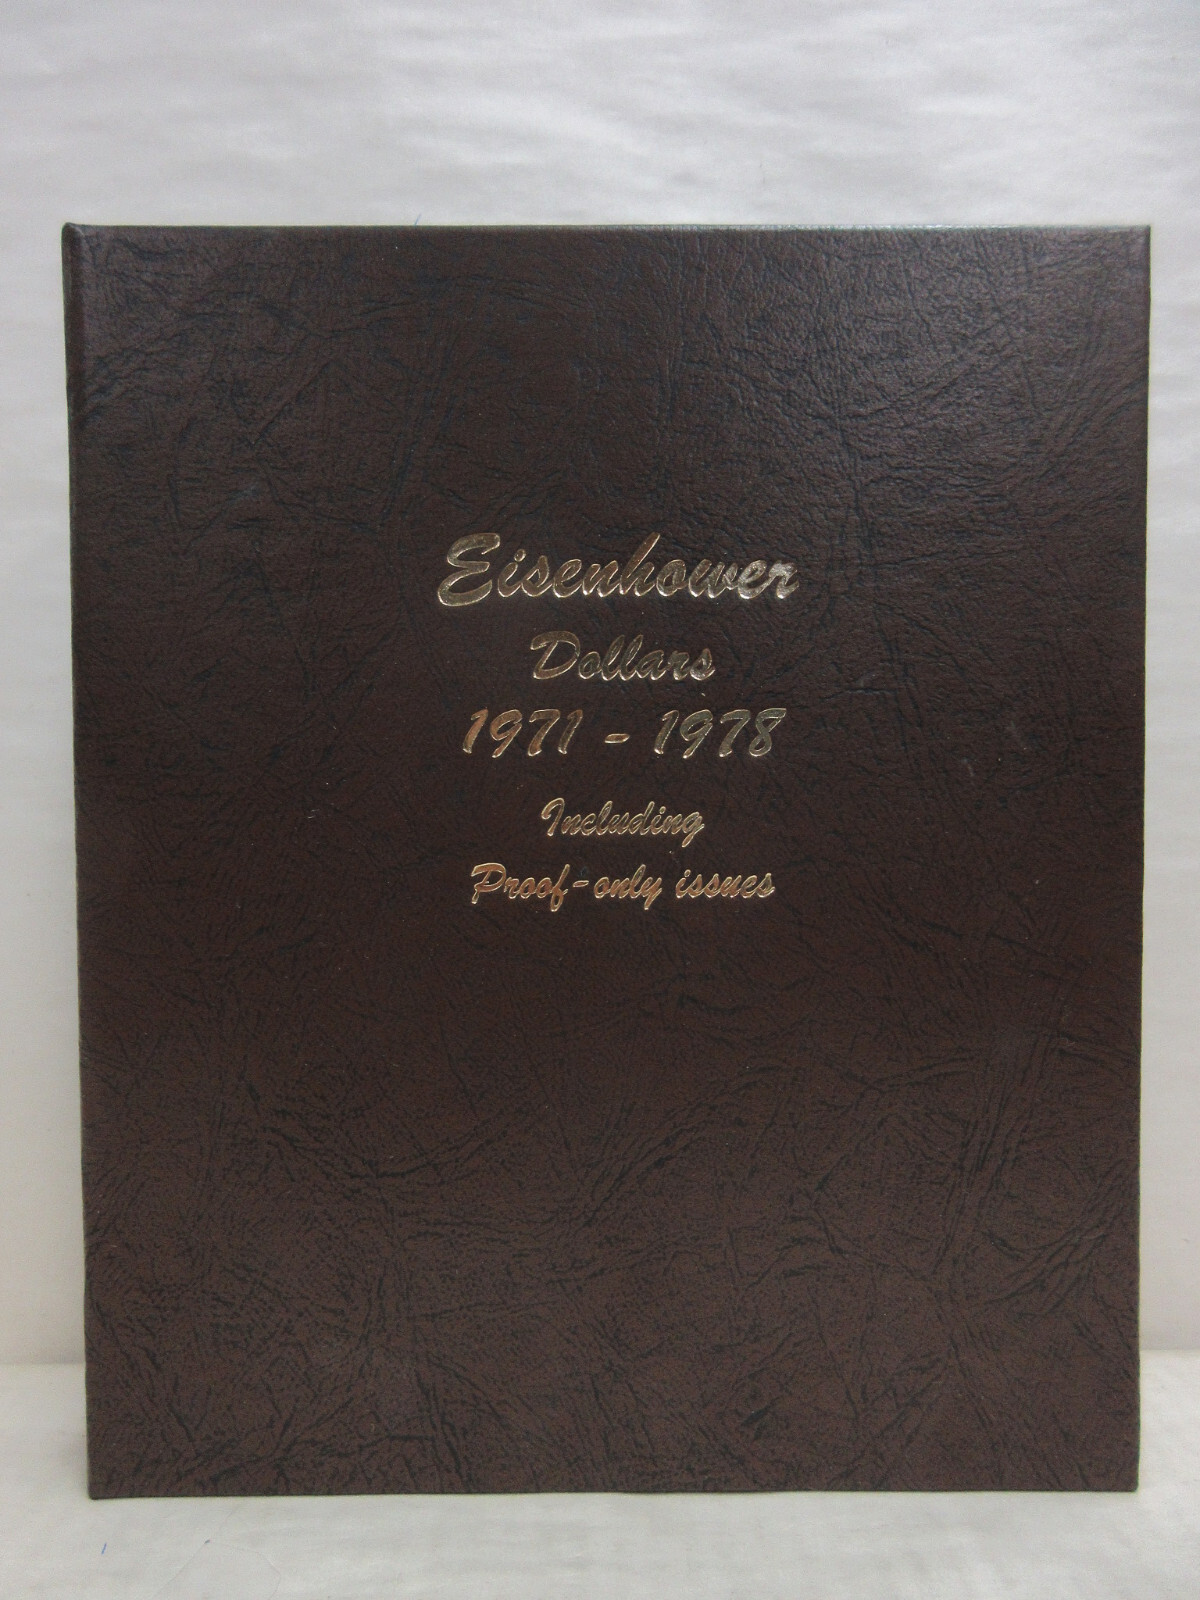 Eisenhower
Dollars
1971 - 1978
Including
Proof-only issues